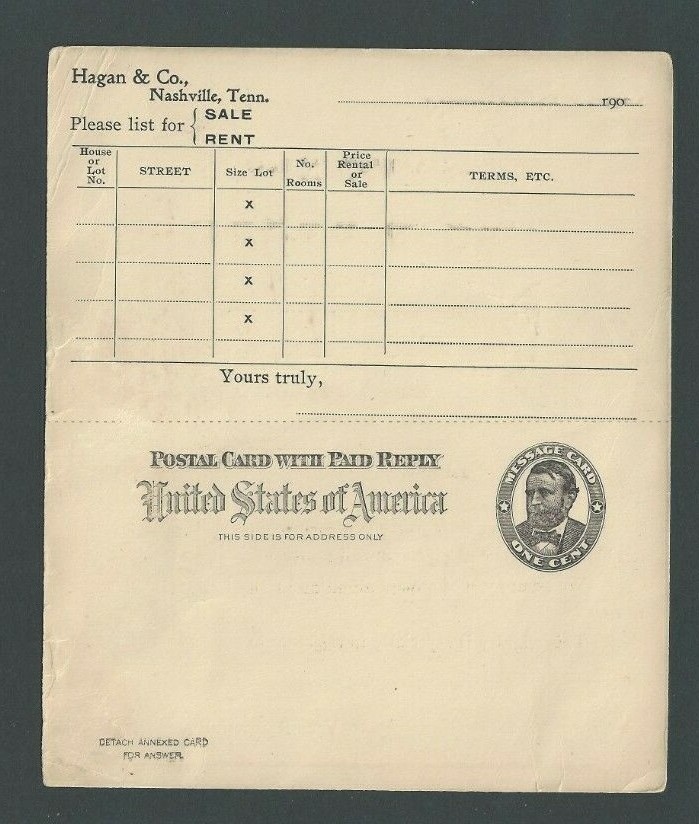 Hagan & Co.,
Nashville, Tenn.
190
Please list for { SALE
RENT
House or Lot No. STREET Size Lot No. Rooms Price Rental or Sale TERMS, ETC.
x
x
x
x
Yours truly,
POSTAL CARD WITH PAID REPLY
United States of America
THIS SIDE IS FOR ADDRESS ONLY
MESSAGE CARD
ONE CENT
DETACH ANNEXED CARD
FOR ANSWER.